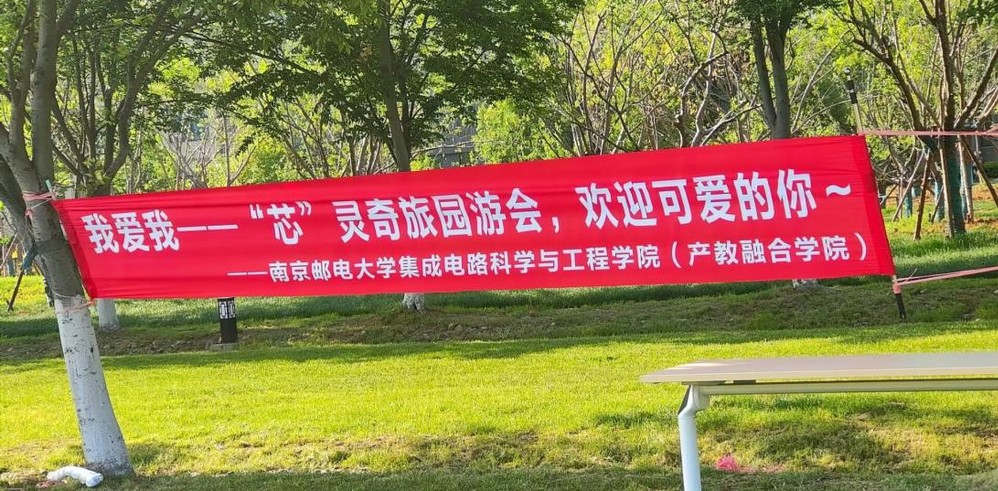 我爱我——“芯”灵奇旅园游会，欢迎可爱的你～
——南京邮电大学集成电路科学与工程学院（产教融合学院）